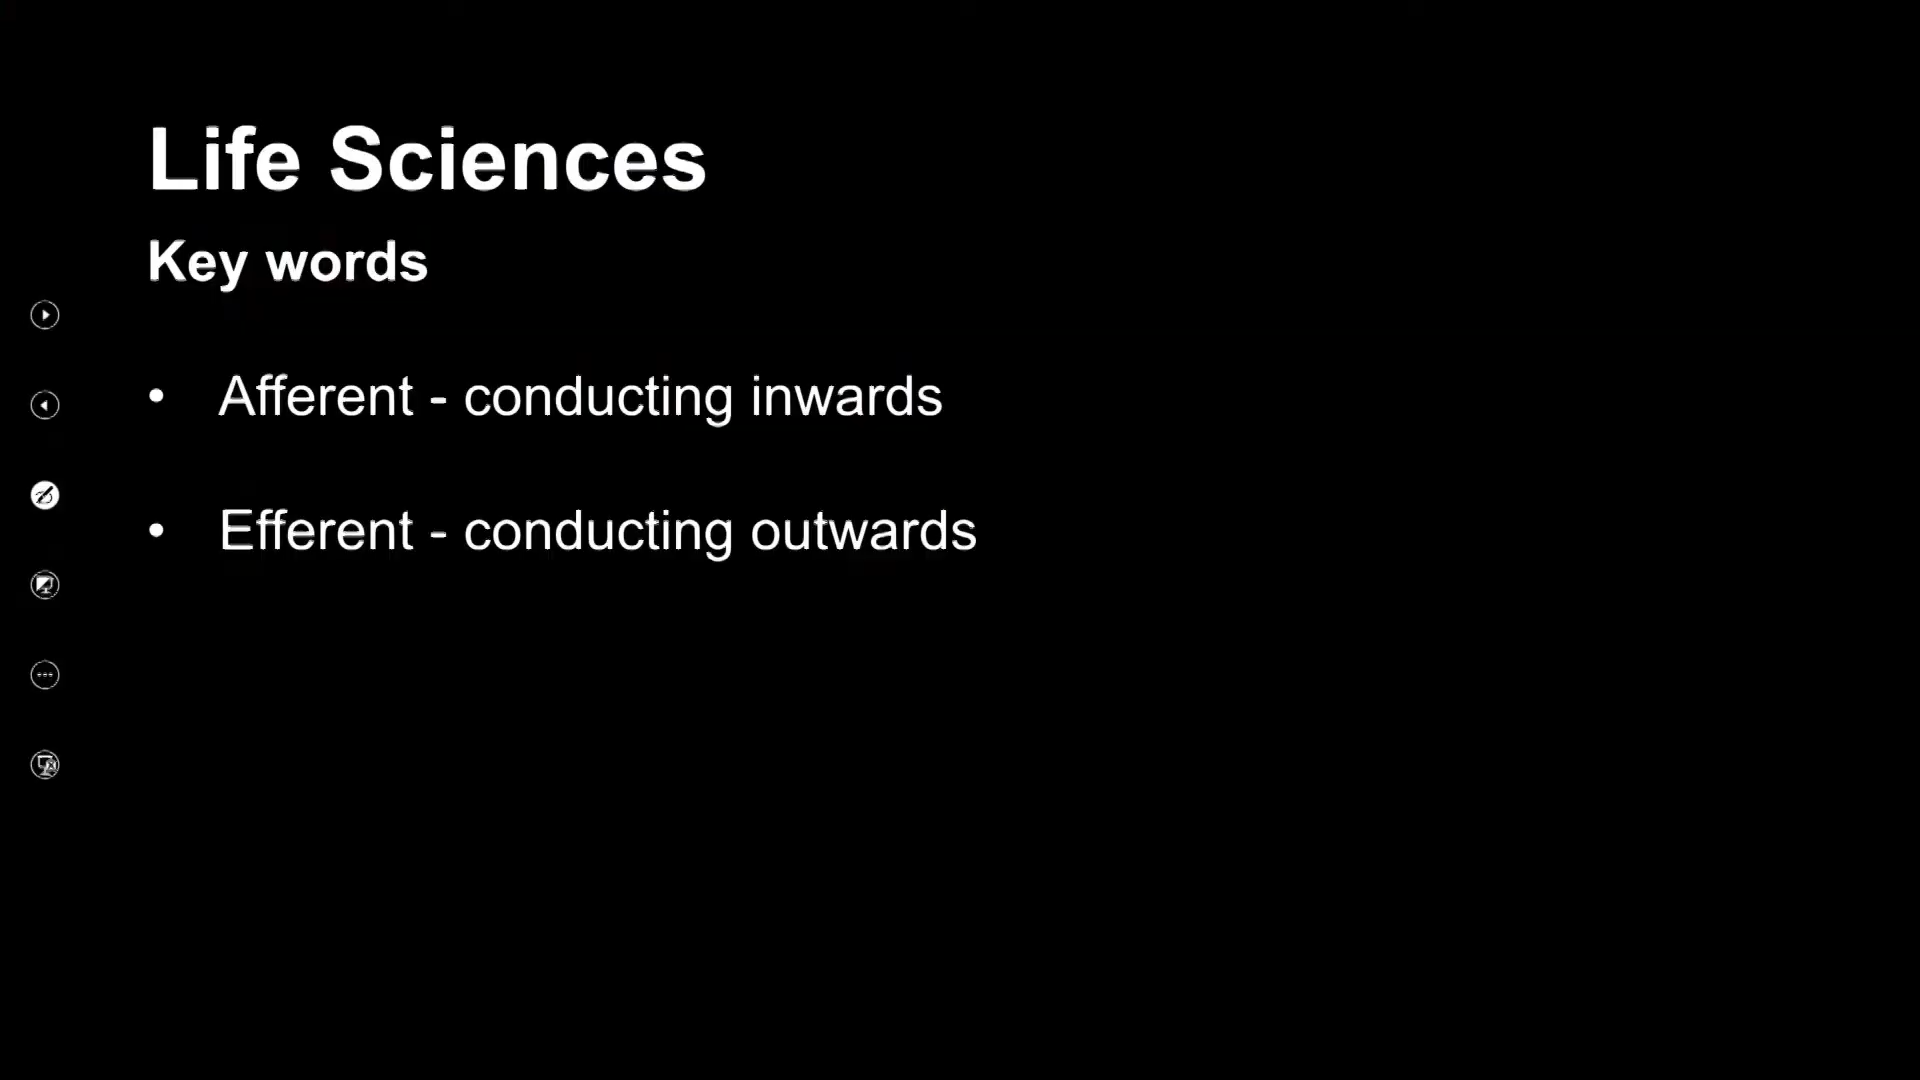 Life Sciences
Key words
• Afferent - conducting inwards
• Efferent - conducting outwards